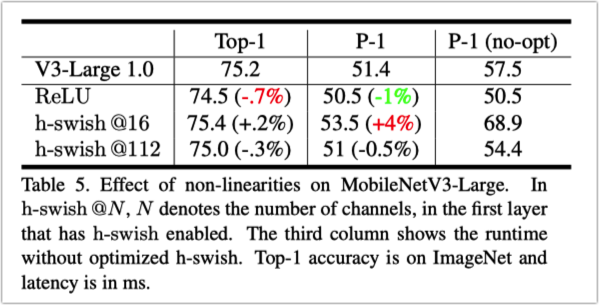 Top-1 P-1 P-1 (no-opt)
V3-Large 1.0 75.2 51.4 57.5
ReLU 74.5 (-.7%) 50.5 (-1%) 50.5
h-swish @16 75.4 (+.2%) 53.5 (+4%) 68.9
h-swish @112 75.0 (-.3%) 51 (-0.5%) 54.4
Table 5. Effect of non-linearities on MobileNetV3-Large. In
h-swish @N, N denotes the number of channels, in the first layer
that has h-swish enabled. The third column shows the runtime
without optimized h-swish. Top-1 accuracy is on ImageNet and
latency is in ms.